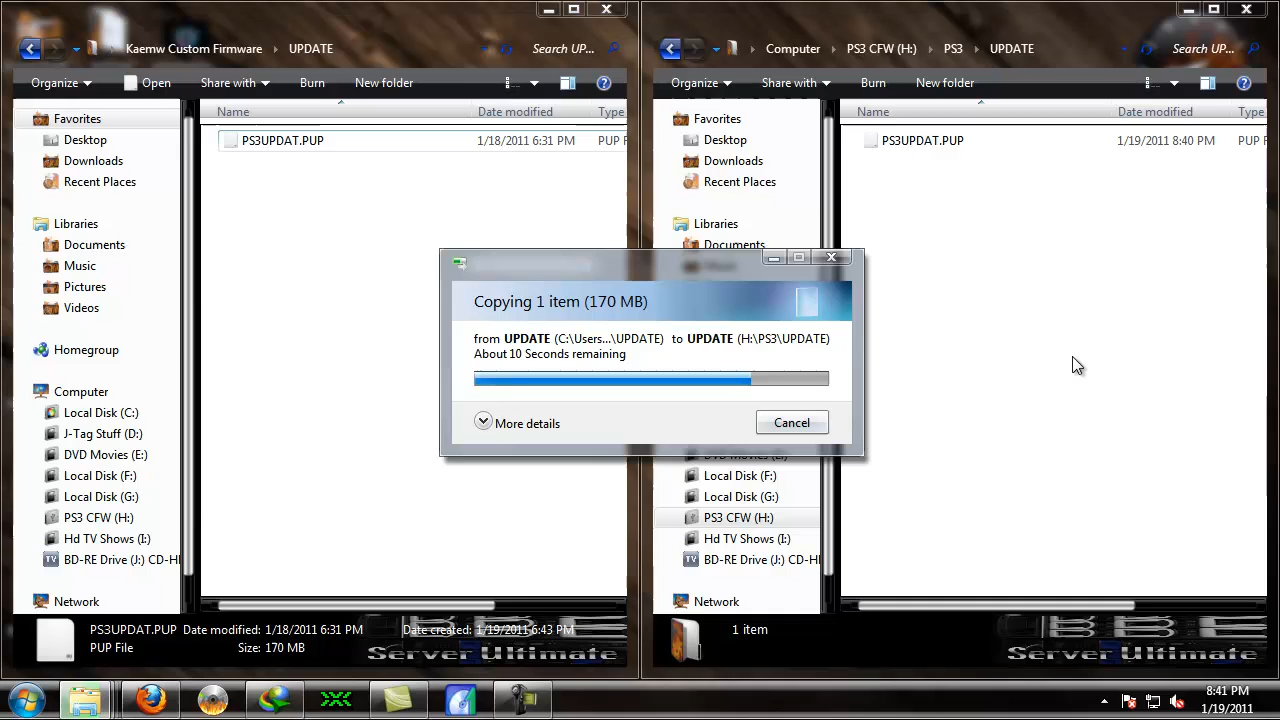 Kaemw Custom Firmware UPDATE Search UP...
Organize Open Share with Burn New folder
Name Date modified Type
Favorites
Desktop
Downloads
Recent Places
Libraries
Documents
Music
Pictures
Videos
Homegroup
Computer
Local Disk (C:)
J-Tag Stuff (D:)
DVD Movies (E:)
Local Disk (F:)
Local Disk (G:)
PS3 CFW (H:)
Hd TV Shows (I:)
BD-RE Drive (J:) CD-H
Network
PS3UPDAT.PUP 1/18/2011 6:31 PM PUP F
PS3UPDAT.PUP Date modified: 1/18/2011 6:31 PM Date created: 1/19/2011 6:43 PM
PUP File Size: 170 MB
Server Ultimate
Computer PS3 CFW (H:) PS3 UPDATE Search UP...
Organize Share with Burn New folder
Name Date modified Type
Favorites
Desktop
Downloads
Recent Places
Libraries
Documents
Music
DVD Movies (E:)
Local Disk (F:)
Local Disk (G:)
PS3 CFW (H:)
Hd TV Shows (I:)
BD-RE Drive (J:) CD-H
Network
PS3UPDAT.PUP 1/19/2011 8:40 PM PUP F
1 item
Server Ultimate
Copying 1 item (170 MB)
from UPDATE (C:\Users...\UPDATE) to UPDATE (H:\PS3\UPDATE)
About 10 Seconds remaining
More details Cancel
8:41 PM
1/19/2011